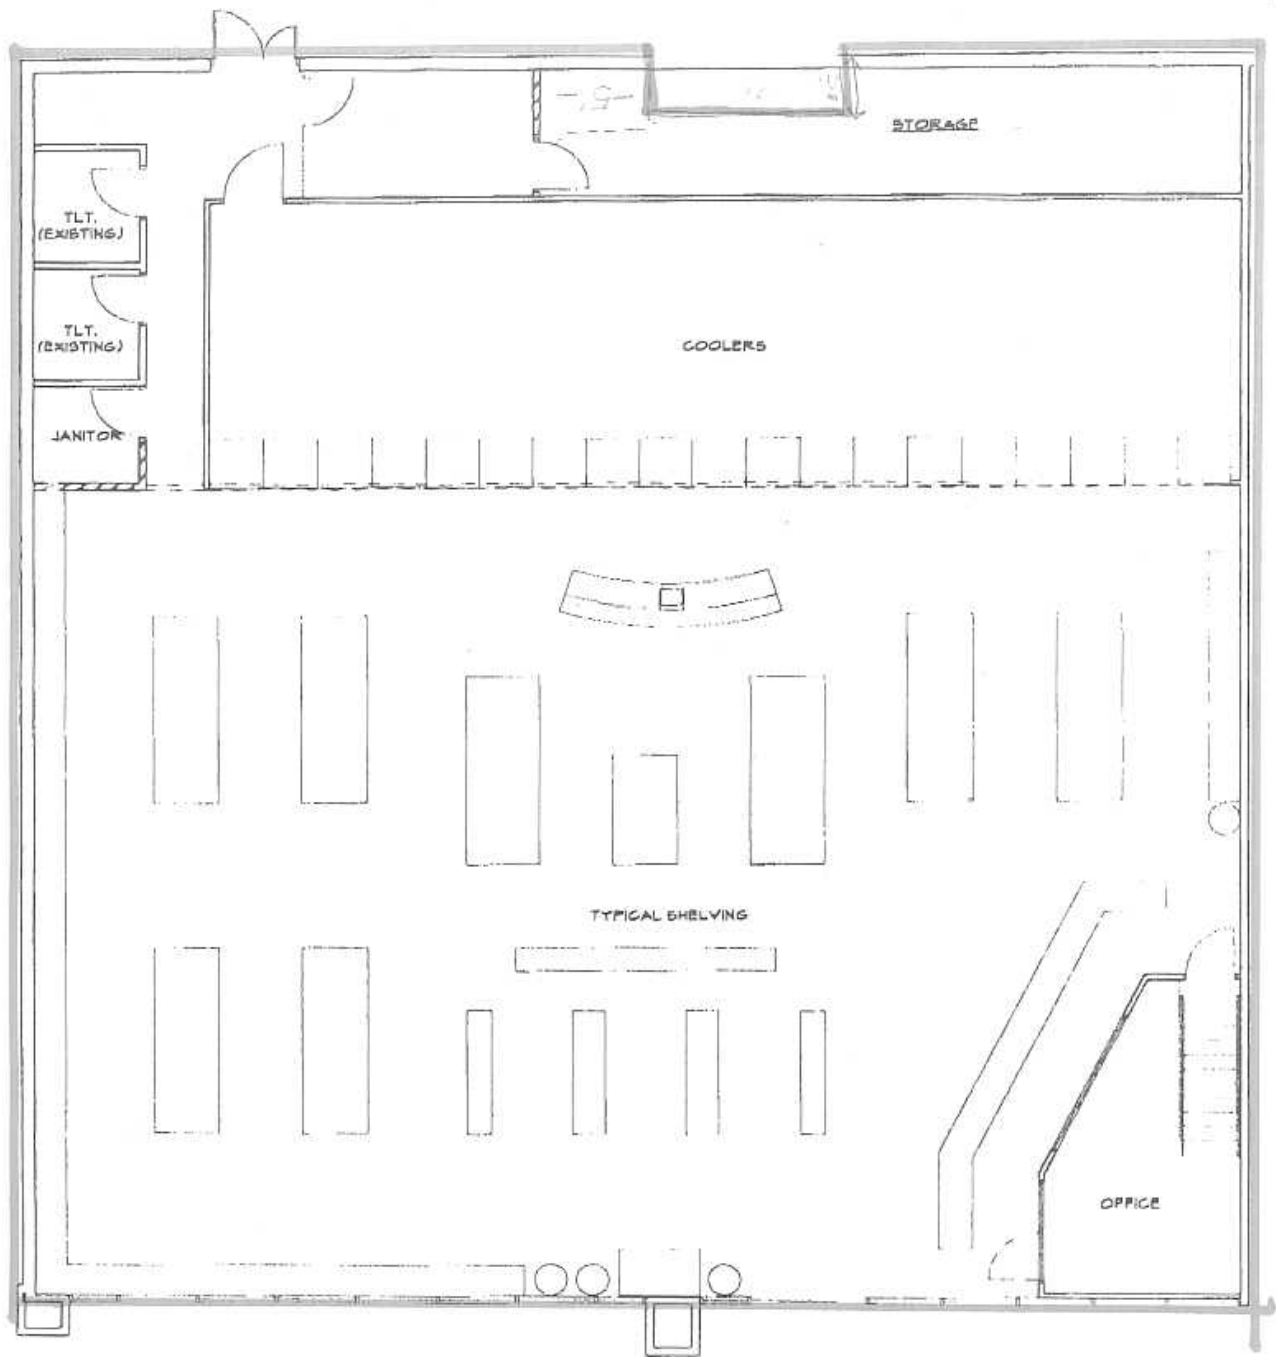 STORAGE
TLT.
(EXISTING)
TLT.
(EXISTING)
COOLERS
JANITOR
TYPICAL SHELVING
OFFICE